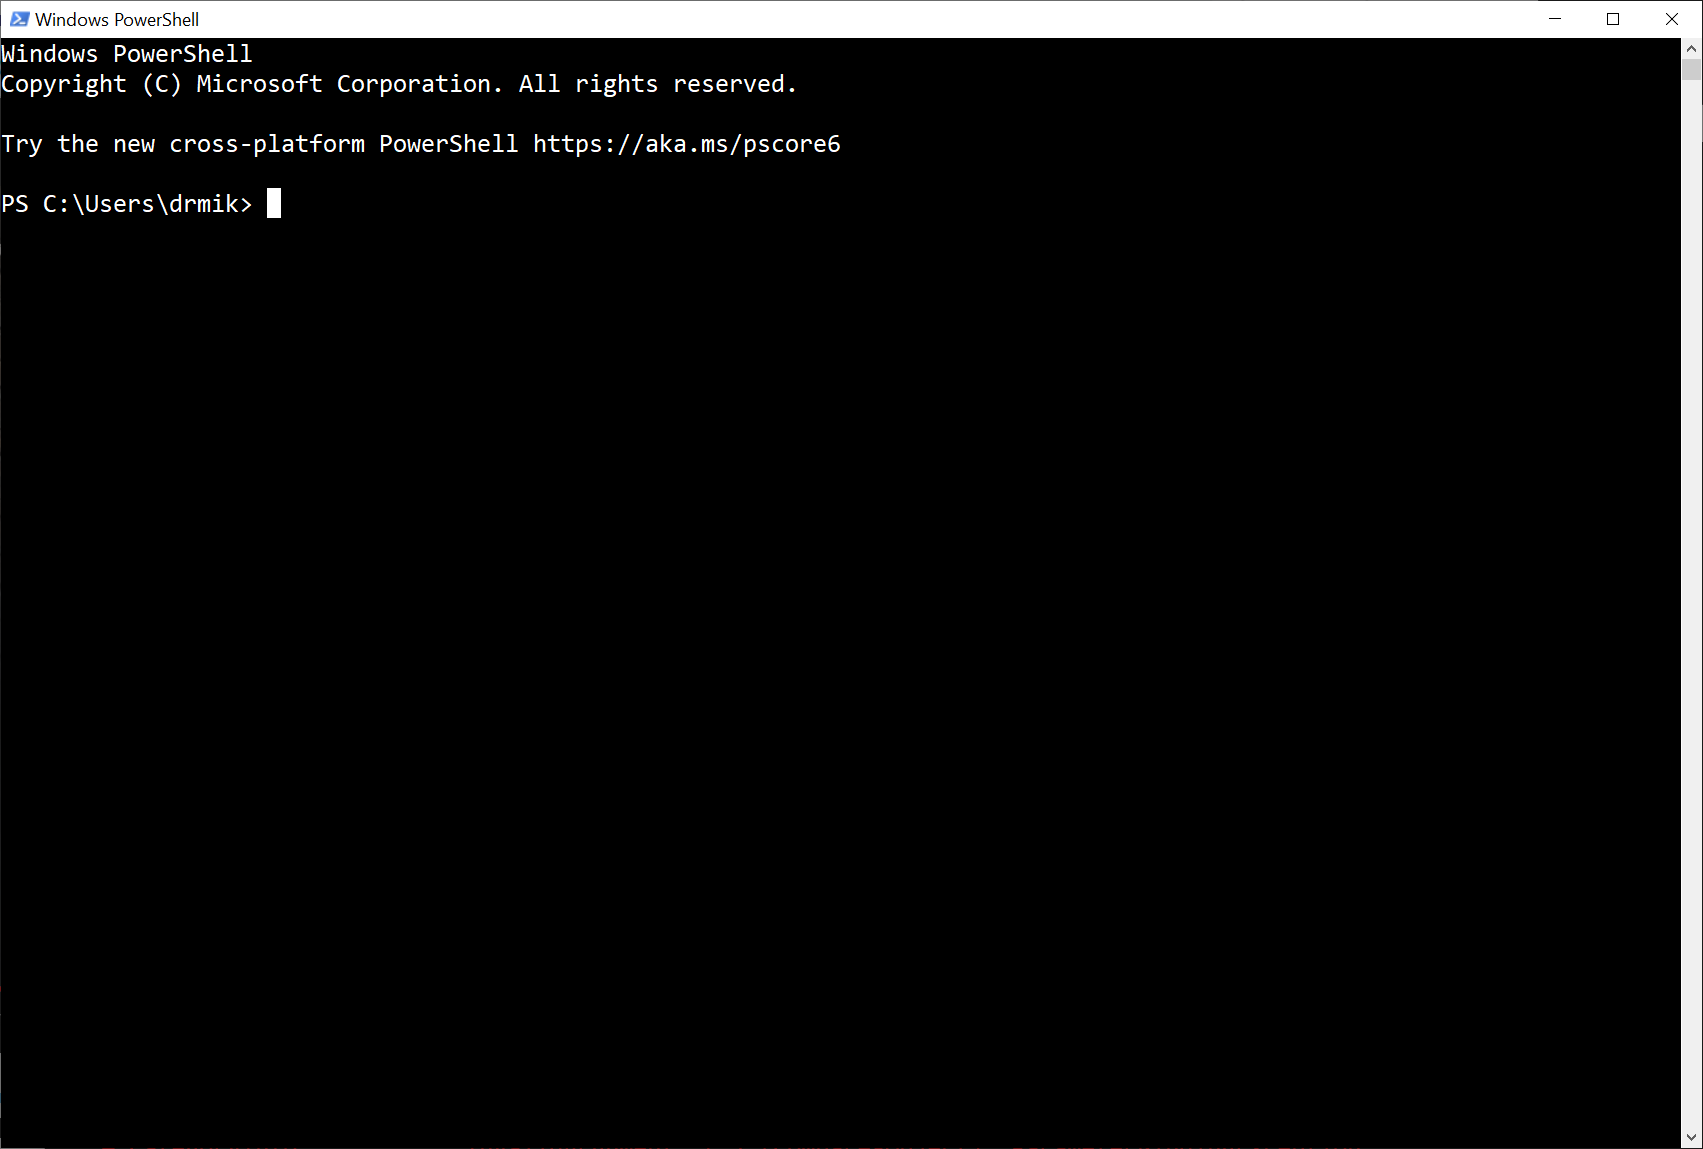 Windows PowerShell
Windows PowerShell
Copyright (C) Microsoft Corporation. All rights reserved.
Try the new cross-platform PowerShell https://aka.ms/pscore6
PS C:\Users\drmik>